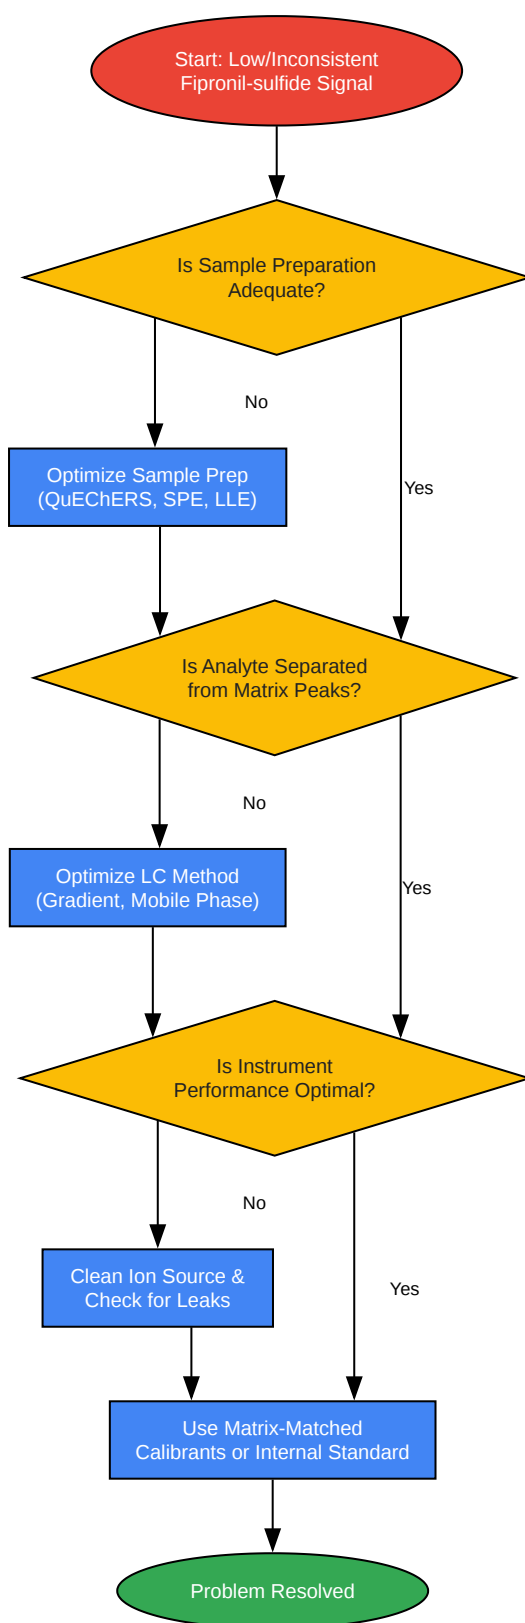 Start: Low/Inconsistent
Fipronil-sulfide Signal
Is Sample Preparation
Adequate?
No
Optimize Sample Prep
(QuEChERS, SPE, LLE)
Yes
Is Analyte Separated
from Matrix Peaks?
No
Optimize LC Method
(Gradient, Mobile Phase)
Yes
Is Instrument
Performance Optimal?
No
Clean Ion Source &
Check for Leaks
Yes
Use Matrix-Matched
Calibrants or Internal Standard
Problem Resolved